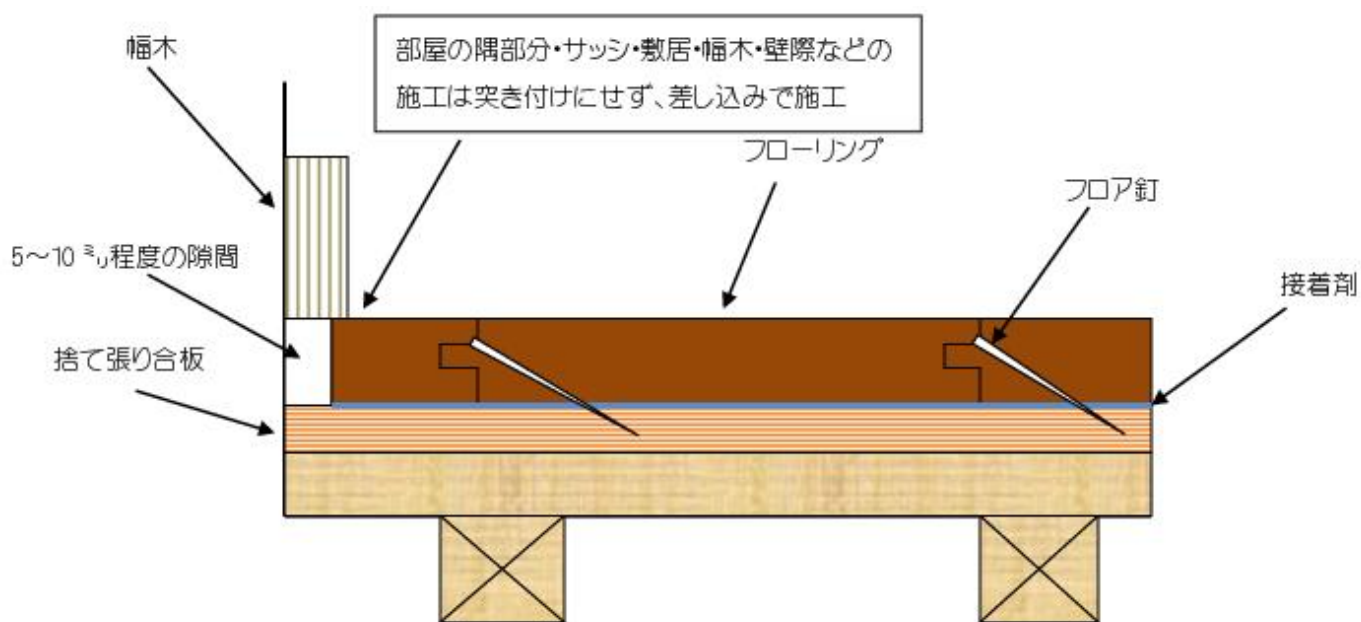 幅木
部屋の隅部分・サッシ・敷居・幅木・壁際などの
施工は突き付けにせず、差し込みで施工
フローリング
フロア釘
5～10㍉程度の隙間
接着剤
捨て張り合板